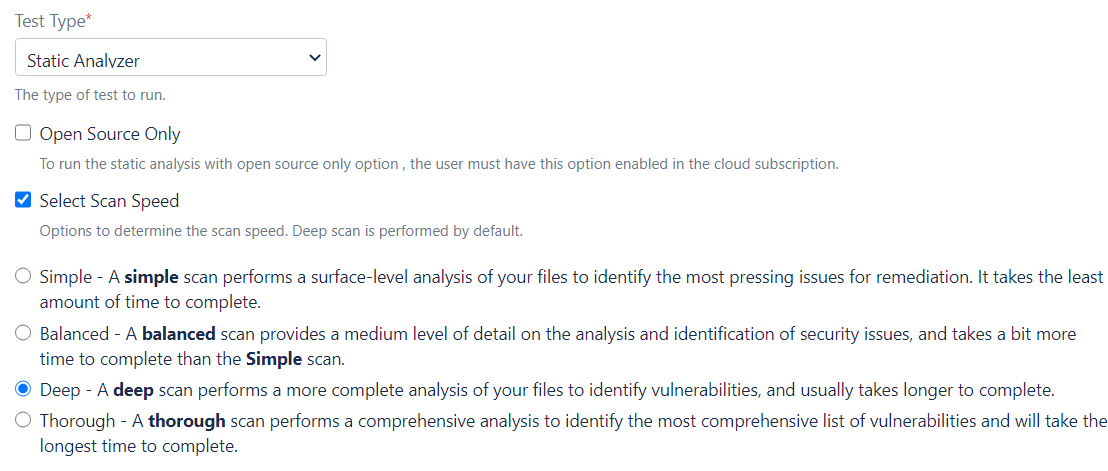 Test Type*
Static Analyzer
The type of test to run.
Open Source Only
To run the static analysis with open source only option , the user must have this option enabled in the cloud subscription.
Select Scan Speed
Options to determine the scan speed. Deep scan is performed by default.
Simple - A simple scan performs a surface-level analysis of your files to identify the most pressing issues for remediation. It takes the least
amount of time to complete.
Balanced - A balanced scan provides a medium level of detail on the analysis and identification of security issues, and takes a bit more
time to complete than the Simple scan.
Deep - A deep scan performs a more complete analysis of your files to identify vulnerabilities, and usually takes longer to complete.
Thorough - A thorough scan performs a comprehensive analysis to identify the most comprehensive list of vulnerabilities and will take the
longest time to complete.